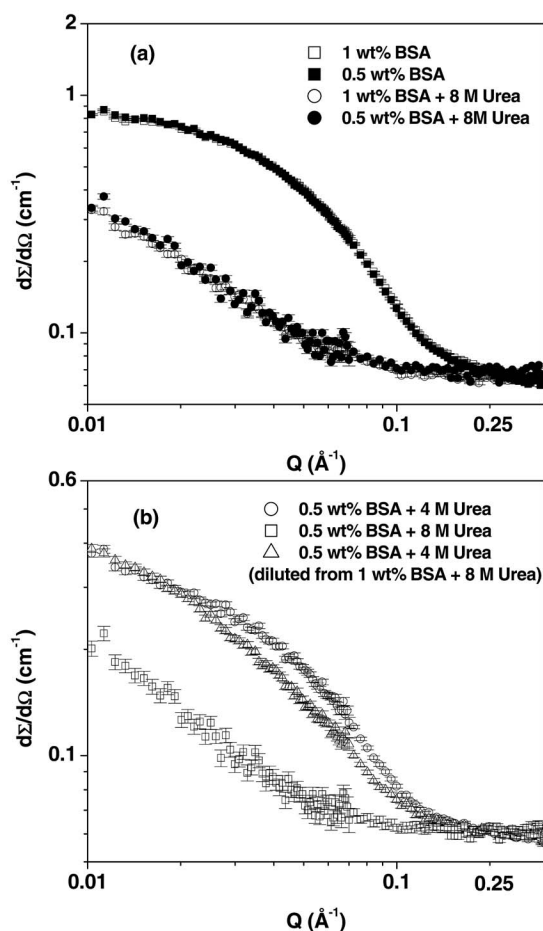 2
(a)
1 wt% BSA
0.5 wt% BSA
1 wt% BSA + 8 M Urea
0.5 wt% BSA + 8M Urea
1
dΣ/dΩ (cm⁻¹)
0.1
0.01
0.1
0.25
Q (Å⁻¹)
0.6
(b)
0.5 wt% BSA + 4 M Urea
0.5 wt% BSA + 8 M Urea
0.5 wt% BSA + 4 M Urea
(diluted from 1 wt% BSA + 8 M Urea)
dΣ/dΩ (cm⁻¹)
0.1
0.01
0.1
0.25
Q (Å⁻¹)